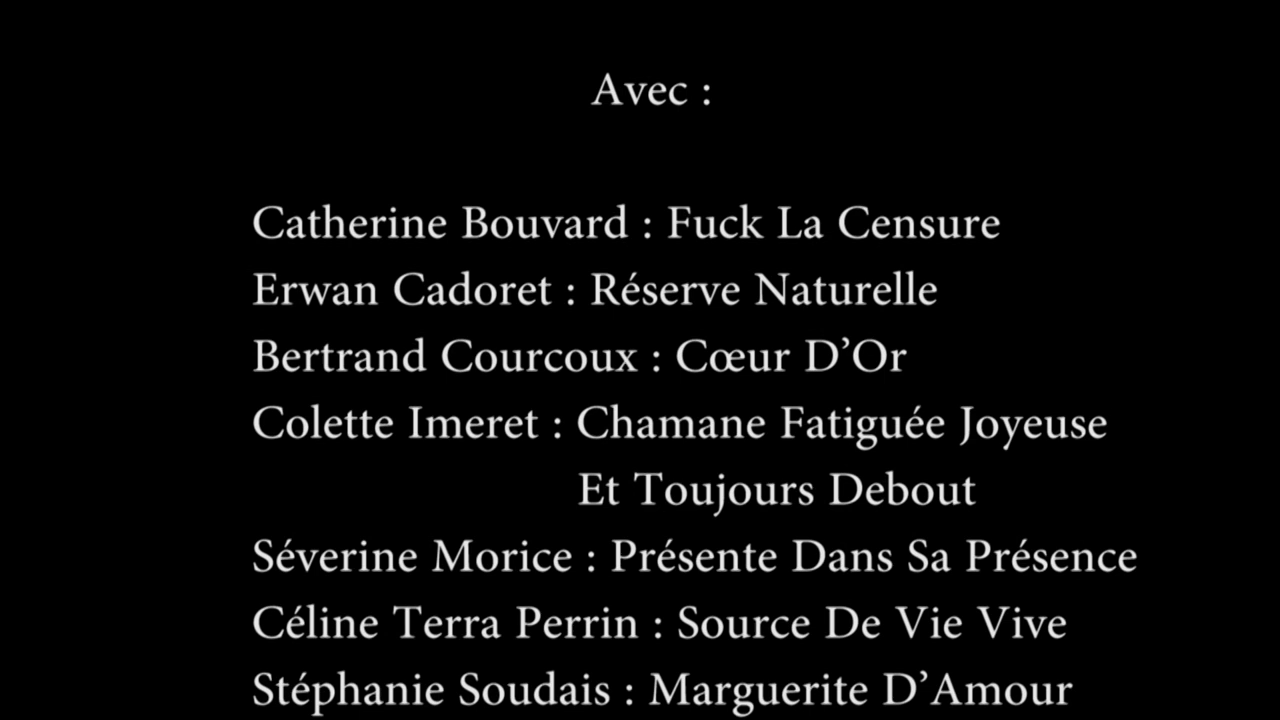 Avec :
Catherine Bouvard : Fuck La Censure
Erwan Cadoret : Réserve Naturelle
Bertrand Courcoux : Cœur D’Or
Colette Imeret : Chamane Fatiguée Joyeuse
Et Toujours Debout
Séverine Morice : Présente Dans Sa Présence
Céline Terra Perrin : Source De Vie Vive
Stéphanie Soudais : Marguerite D’Amour